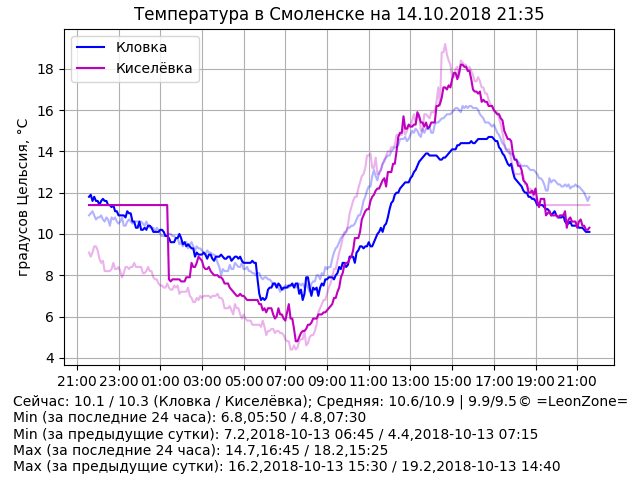 Температура в Смоленске на 14.10.2018 21:35
Кловка
Киселёвка
градусов Цельсия, °C
18
16
14
12
10
8
6
4
21:00 23:00 01:00 03:00 05:00 07:00 09:00 11:00 13:00 15:00 17:00 19:00 21:00
Сейчас: 10.1 / 10.3 (Кловка / Киселёвка); Средняя: 10.6/10.9 | 9.9/9.5© =LeonZone=
Min (за последние 24 часа): 6.8,05:50 / 4.8,07:30
Min (за предыдущие сутки): 7.2,2018-10-13 06:45 / 4.4,2018-10-13 07:15
Max (за последние 24 часа): 14.7,16:45 / 18.2,15:25
Max (за предыдущие сутки): 16.2,2018-10-13 15:30 / 19.2,2018-10-13 14:40